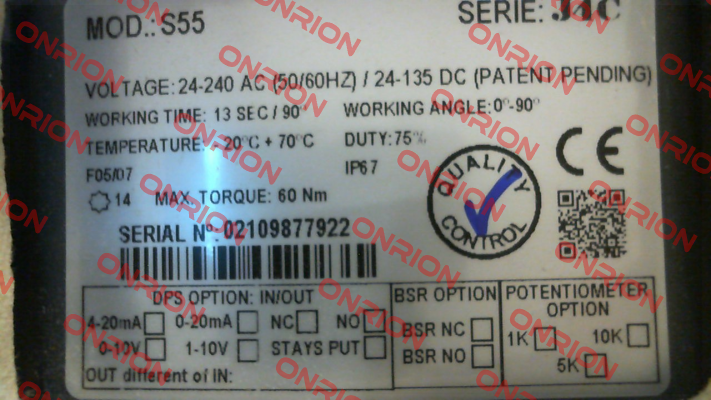 MOD.: S55 SERIE: J4C
VOLTAGE: 24-240 AC (50/60HZ) / 24-135 DC (PATENT PENDING)
WORKING TIME: 13 SEC / 90° WORKING ANGLE: 0°-90°
TEMPERATURE - 20°C + 70°C DUTY: 75%
F05/07 IP67
14 MAX. TORQUE: 60 Nm
QUALITY CONTROL
CE
SERIAL Nº: 02109877922
DPS OPTION: IN/OUT
4-20mA 0-20mA NC NO
0-10V 1-10V STAYS PUT
OUT different of IN:
BSR OPTION
BSR NC
BSR NO
POTENTIOMETER
OPTION
1K 10K
5K
ONRION